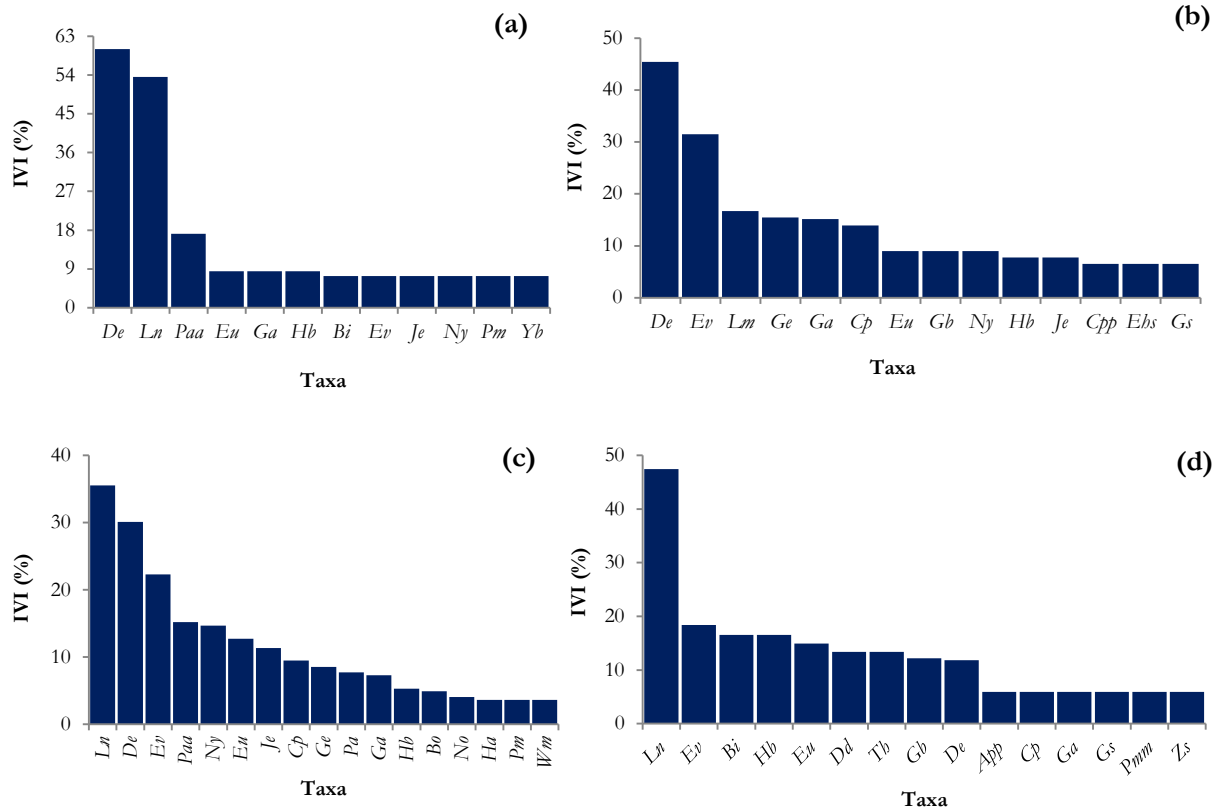 (a)
63
54
45
36
27
18
9
0
IVI (%)
De Ln Paa Eu Ga Hb Bi Ev Je Ny Pm Yb
Taxa
(b)
50
40
30
20
10
0
IVI (%)
De Ev Lm Ge Ga Cp Eu Gb Ny Hb Je Cpp Ehs Gs
Taxa
(c)
40
30
20
10
0
IVI (%)
Ln De Ev Paa Ny Eu Je Cp Ge Pa Ga Hb Bo No Ha Pm Wm
Taxa
(d)
50
40
30
20
10
0
IVI (%)
Ln Ev Bi Hb Eu Dd Tb Gb De App Cp Ga Gs Pmm Zs
Taxa